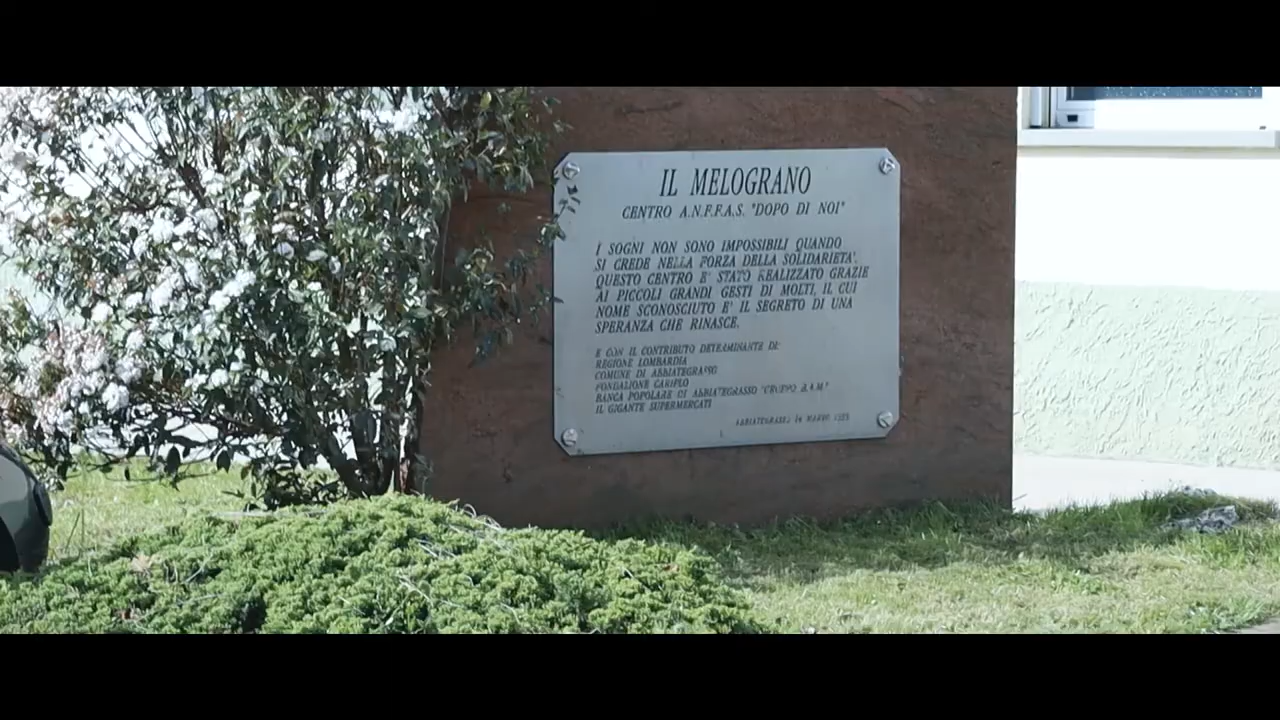 IL MELOGRANO
CENTRO A.N.F.F.A.S. "DOPO DI NOI"
I SOGNI NON SONO IMPOSSIBILI QUANDO
SI CREDE NELLA FORZA DELLA SOLIDARIETA'.
QUESTO CENTRO E' STATO REALIZZATO GRAZIE
AI PICCOLI GRANDI GESTI DI MOLTI, IL CUI
NOME SCONOSCIUTO E' IL SEGRETO DI UNA
SPERANZA CHE RINASCE.
E CON IL CONTRIBUTO DETERMINANTE DI:
REGIONE LOMBARDIA
COMUNE DI ABBIATEGRASSO
FONDAZIONE CARIPLO
BANCA POPOLARE DI ABBIATEGRASSO "GRUPPO
IL GIGANTE SUPERMERCATI
ABBIATEGRASSO 14 MARZO